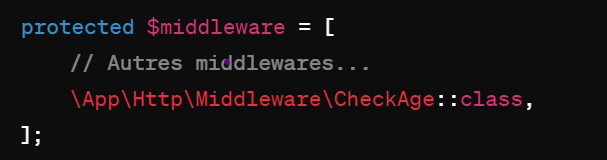 protected $middleware = [
// Autres middlewares...
\App\Http\Middleware\CheckAge::class,
];